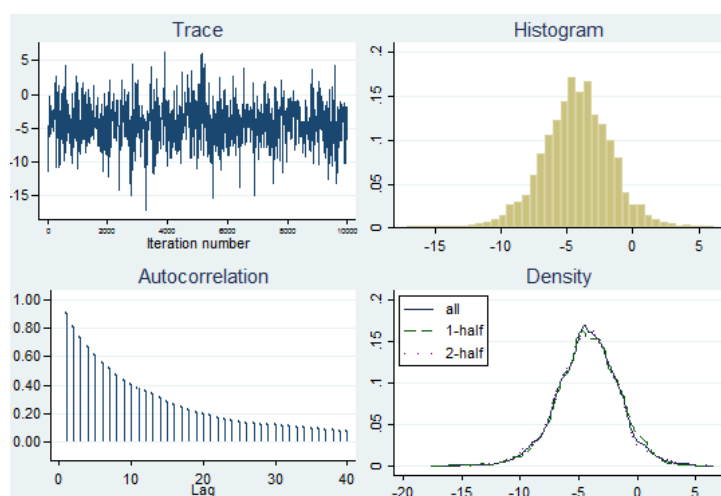 Trace
5
0
-5
-10
-15
0 2000 4000 6000 8000 10000
Iteration number
Histogram
.2
.15
.1
.05
0
-15 -10 -5 0 5
Autocorrelation
1.00
0.80
0.60
0.40
0.20
0.00
0 10 20 30 40
Lag
Density
all
1-half
2-half
.2
.15
.1
.05
0
-20 -15 -10 -5 0 5